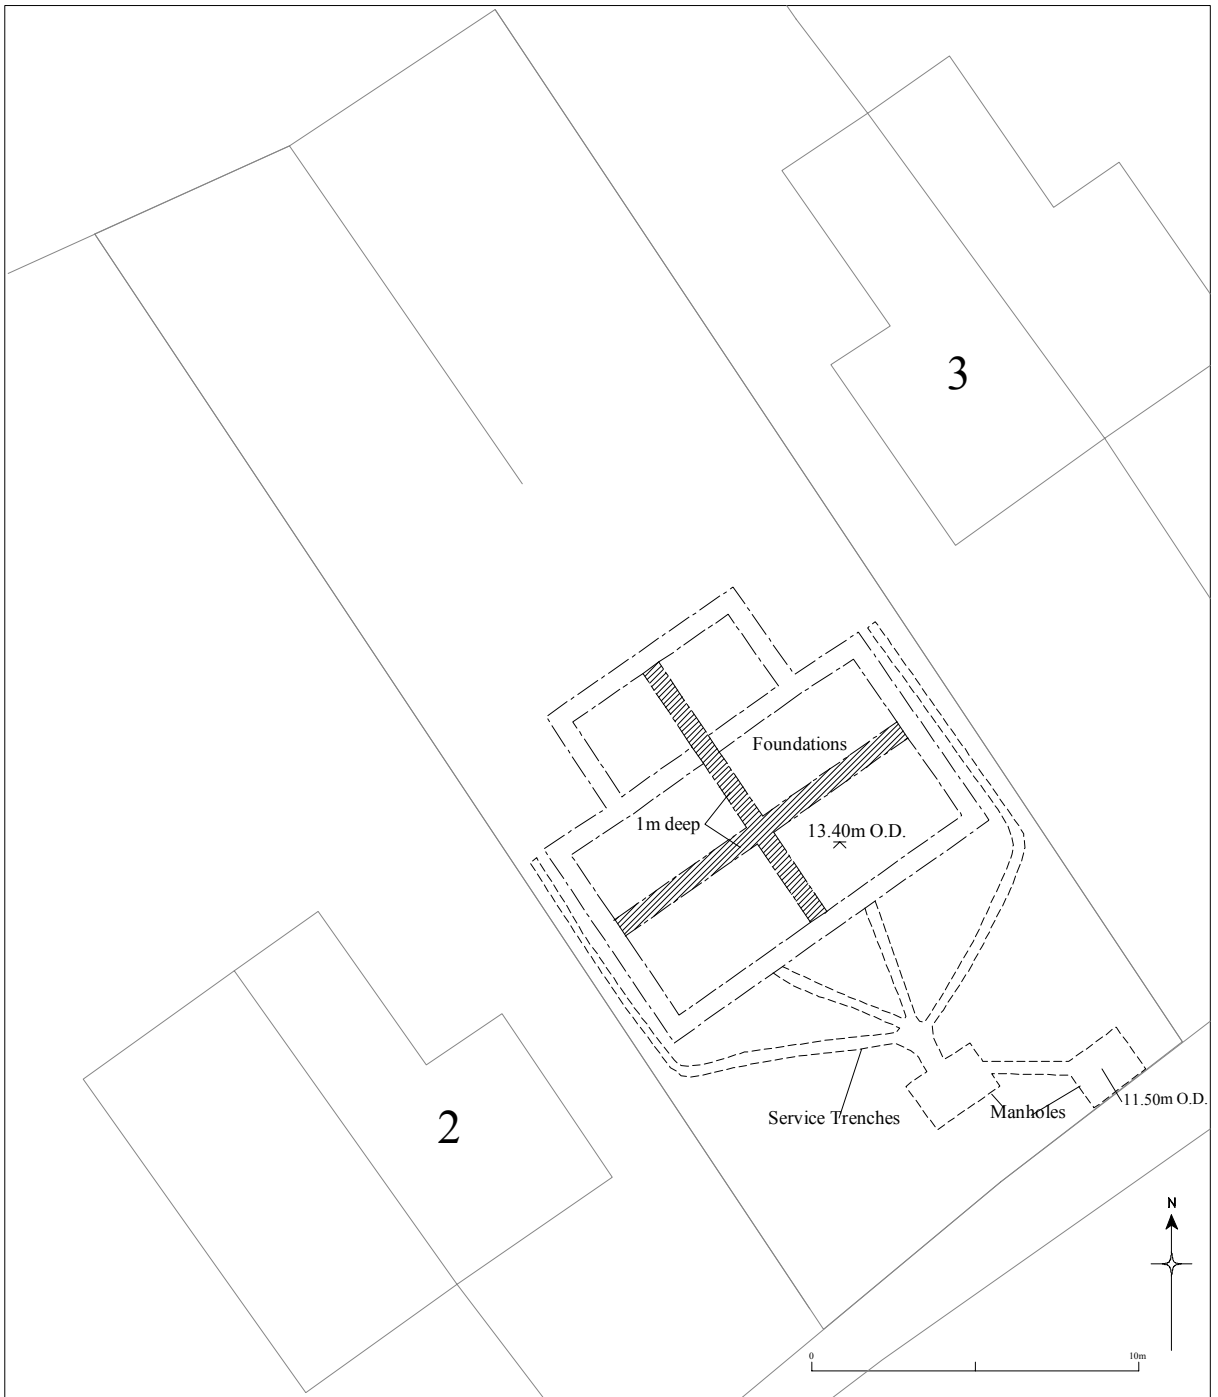 3
Foundations
1m deep
13.40m O.D.
2
Service Trenches
Manholes
11.50m O.D.
N
0
10m